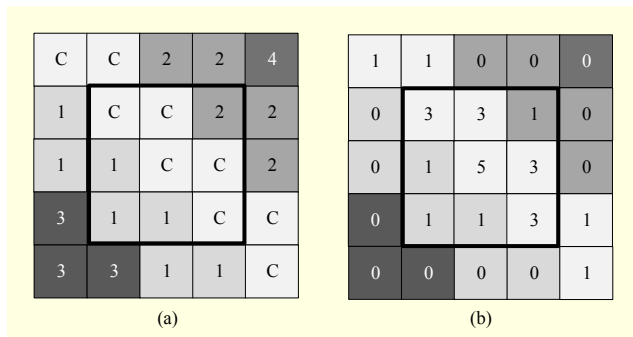 C C 2 2 4 1 1 0 0 0
1 C C 2 2 0 3 3 1 0
1 1 C C 2 0 1 5 3 0
3 1 1 C C 0 1 1 3 1
3 3 1 1 C 0 0 0 0 1
(a) (b)